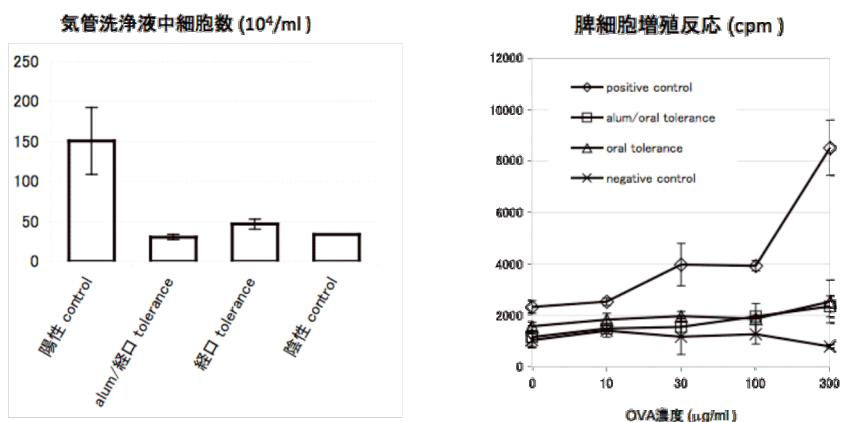 気管洗浄液中細胞数 (10⁴/ml )
250
200
150
100
50
0
陽性 control
alum/経口 tolerance
経口 tolerance
陰性 control
脾細胞増殖反応 (cpm )
12000
10000
8000
6000
4000
2000
0
positive control
alum/oral tolerance
oral tolerance
negative control
0 10 30 100 300
OVA濃度 (μg/ml )